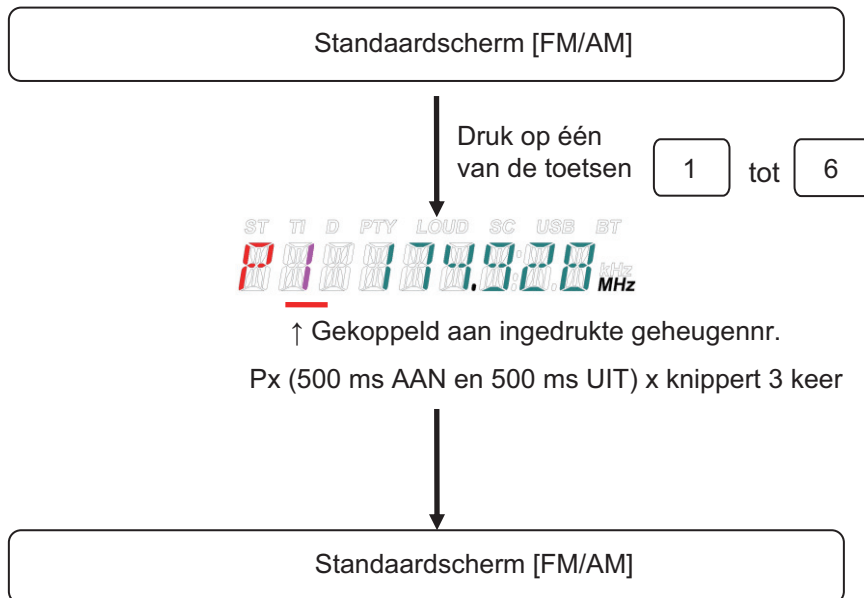 Standaardscherm [FM/AM]
Druk op één
van de toetsen 1 tot 6
ST TI D PTY LOUD SC USB BT
P 1 174.928 kHz
MHz
↑ Gekoppeld aan ingedrukte geheugennr.
Px (500 ms AAN en 500 ms UIT) x knippert 3 keer
Standaardscherm [FM/AM]